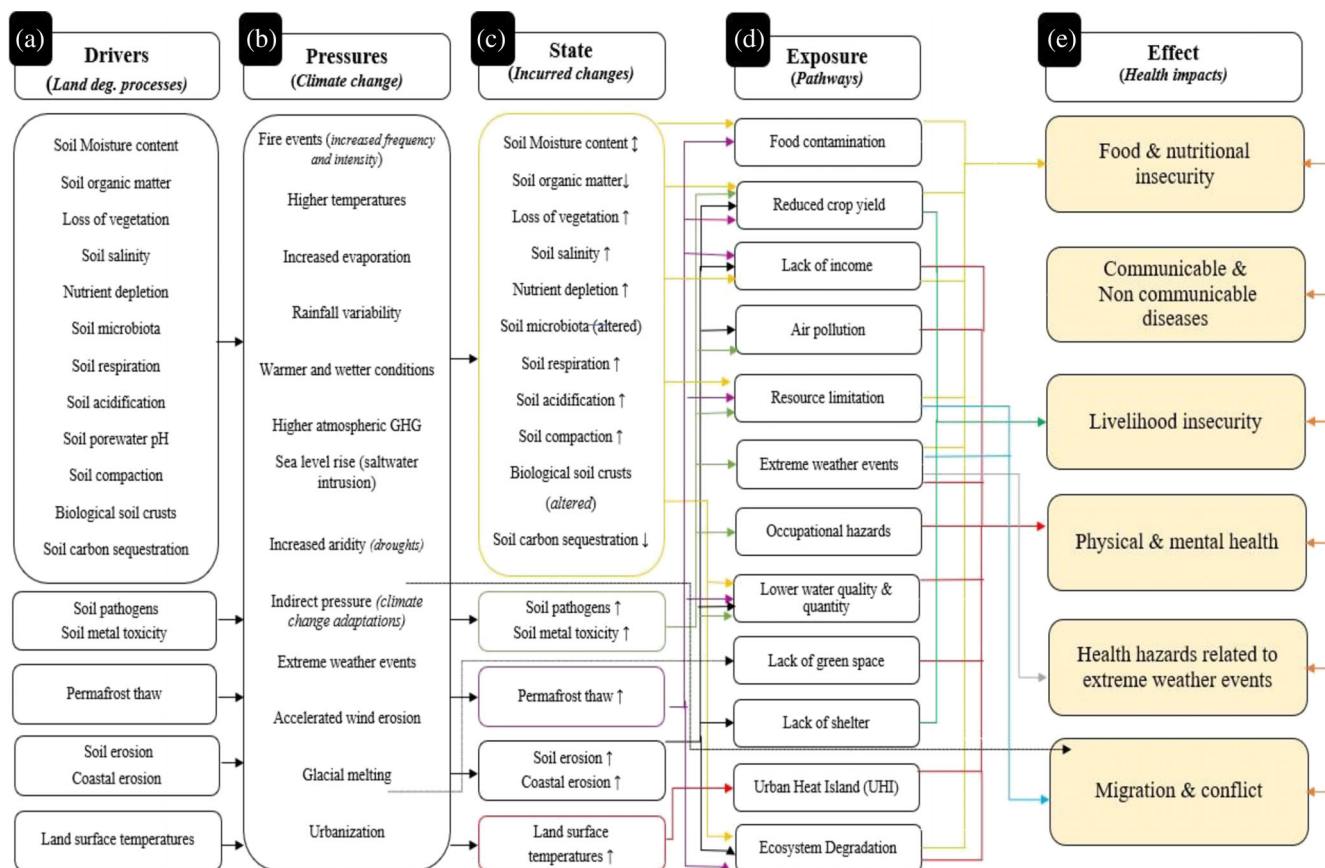 (a)
Drivers
(Land deg. processes)
Soil Moisture content
Soil organic matter
Loss of vegetation
Soil salinity
Nutrient depletion
Soil microbiota
Soil respiration
Soil acidification
Soil porewater pH
Soil compaction
Biological soil crusts
Soil carbon sequestration
Soil pathogens
Soil metal toxicity
Permafrost thaw
Soil erosion
Coastal erosion
Land surface temperatures
(b)
Pressures
(Climate change)
Fire events (increased frequency
and intensity)
Higher temperatures
Increased evaporation
Rainfall variability
Warmer and wetter conditions
Higher atmospheric GHG
Sea level rise (saltwater
intrusion)
Increased aridity (droughts)
Indirect pressure (climate
change adaptations)
Extreme weather events
Accelerated wind erosion
Glacial melting
Urbanization
(c)
State
(Incurred changes)
Soil Moisture content ↕
Soil organic matter↓
Loss of vegetation ↑
Soil salinity ↑
Nutrient depletion ↑
Soil microbiota (altered)
Soil respiration ↑
Soil acidification ↑
Soil compaction ↑
Biological soil crusts
(altered)
Soil carbon sequestration ↓
Soil pathogens ↑
Soil metal toxicity ↑
Permafrost thaw ↑
Soil erosion ↑
Coastal erosion ↑
Land surface
temperatures ↑
(d)
Exposure
(Pathways)
Food contamination
Reduced crop yield
Lack of income
Air pollution
Resource limitation
Extreme weather events
Occupational hazards
Lower water quality &
quantity
Lack of green space
Lack of shelter
Urban Heat Island (UHI)
Ecosystem Degradation
(e)
Effect
(Health impacts)
Food & nutritional
insecurity
Communicable &
Non communicable
diseases
Livelihood insecurity
Physical & mental health
Health hazards related to
extreme weather events
Migration & conflict